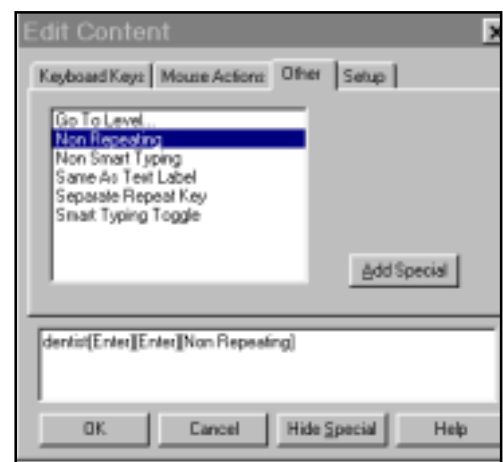 Edit Content
Keyboard Keys Mouse Actions Other Setup
Go To Level...
Non Repeating
Non Smart Typing
Same As Text Label
Separate Repeat Key
Smart Typing Toggle
Add Special
dentist[Enter][Enter][Non Repeating]
OK Cancel Hide Special Help